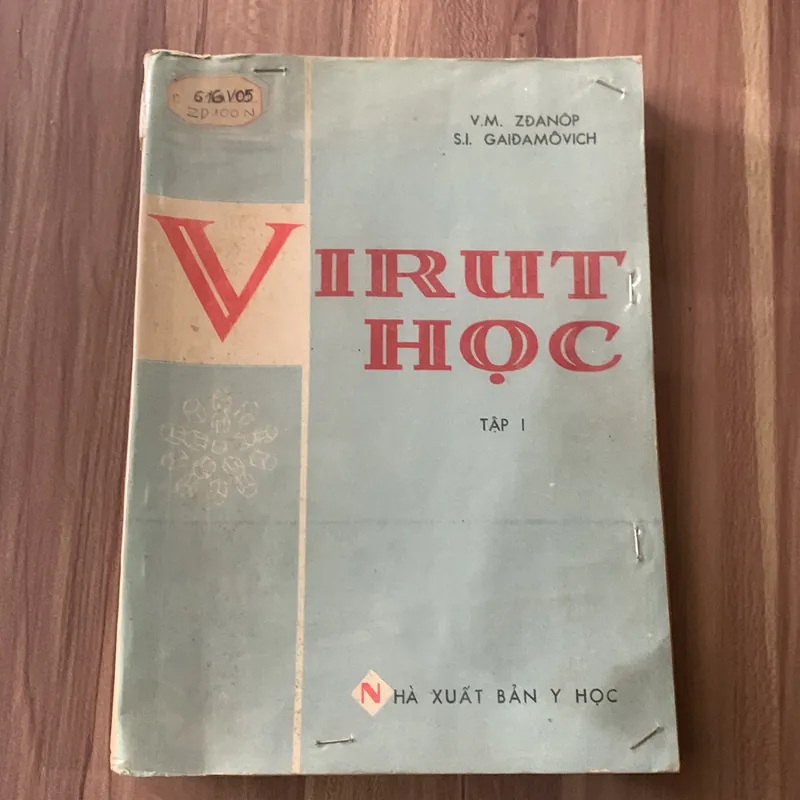 616V05
ZD100N
V.M. ZĐANÔP
S.I. GAIĐAMÔVICH
VIRUT
HỌC
TẬP I
NHÀ XUẤT BẢN Y HỌC